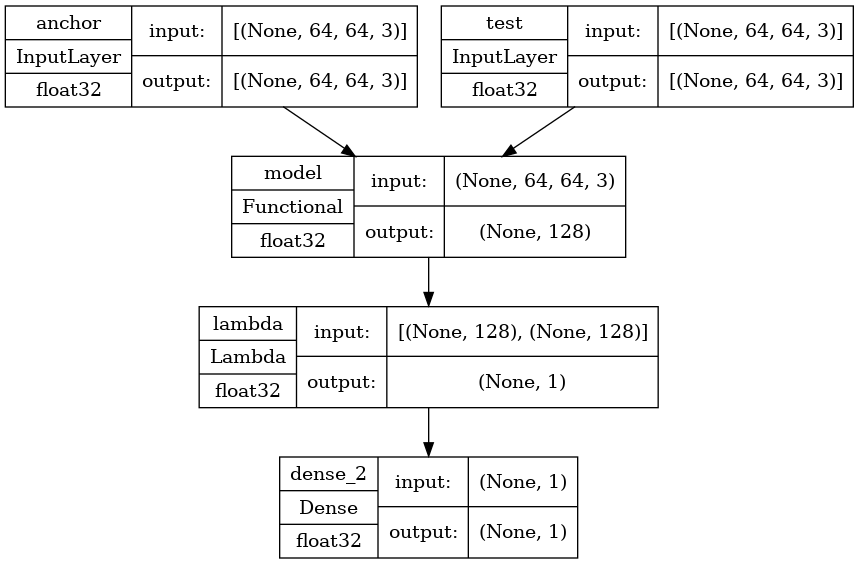 anchor
InputLayer
float32
input:
[(None, 64, 64, 3)]
output:
[(None, 64, 64, 3)]
test
InputLayer
float32
input:
[(None, 64, 64, 3)]
output:
[(None, 64, 64, 3)]
model
Functional
float32
input:
(None, 64, 64, 3)
output:
(None, 128)
lambda
Lambda
float32
input:
[(None, 128), (None, 128)]
output:
(None, 1)
dense_2
Dense
float32
input:
(None, 1)
output:
(None, 1)